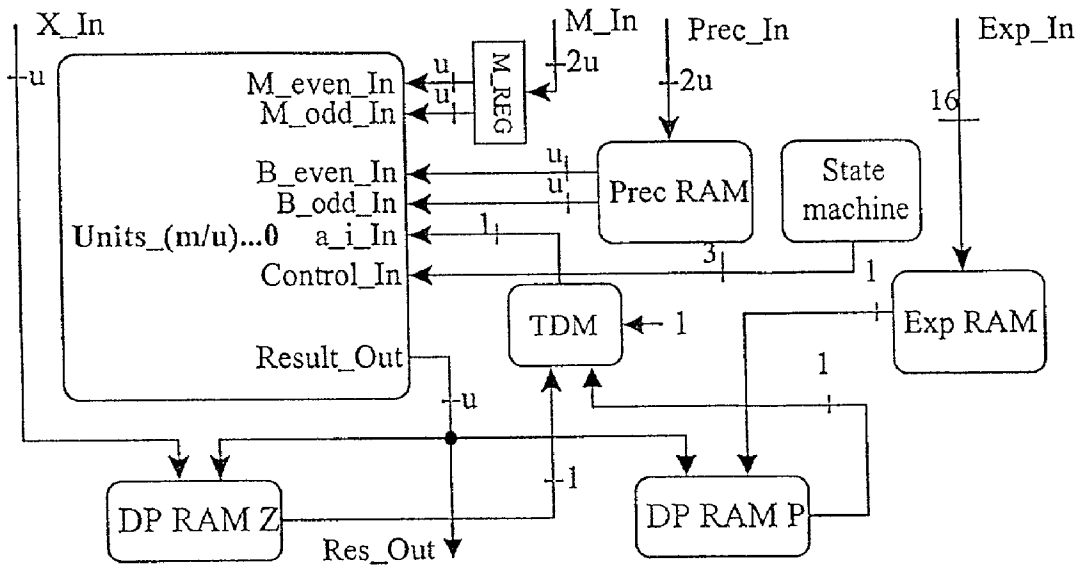 X_In
M_In
Prec_In
Exp_In
u
2u
2u
16
M_REG
u
u
M_even_In
M_odd_In
B_even_In
B_odd_In
u
u
Prec RAM
State
machine
Units_(m/u)...0
a_i_In
1
Control_In
3
1
TDM
1
Exp RAM
Result_Out
1
u
1
DP RAM Z
DP RAM P
Res_Out